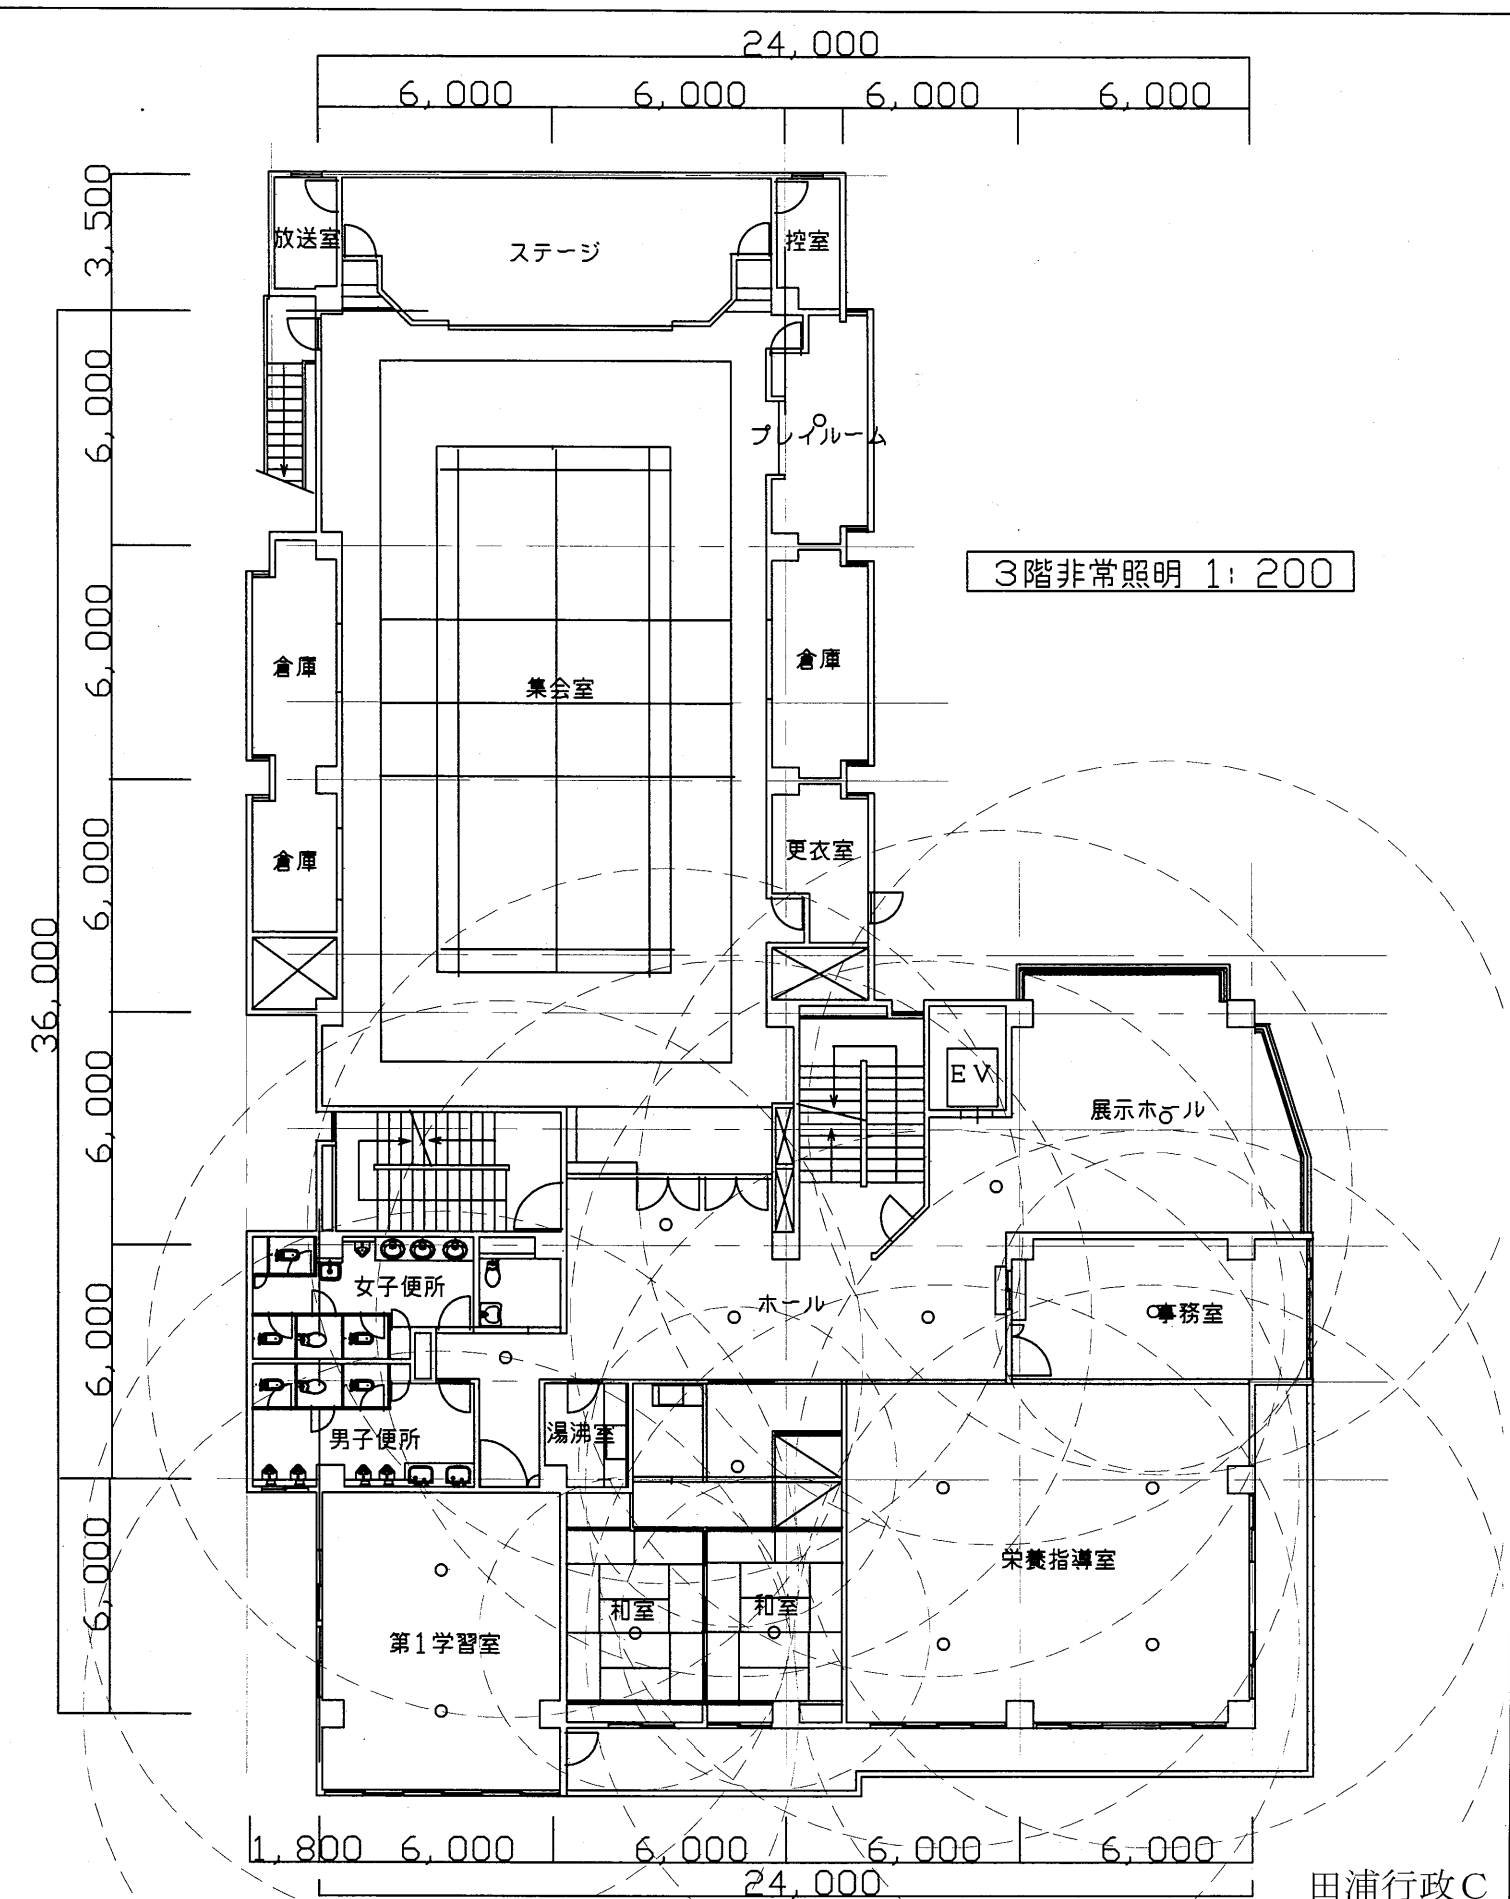 24,000
6,000 6,000 6,000 6,000
3,500
放送室
ステージ
控室
6,000
プレイルーム
3階非常照明 1:200
6,000
倉庫
集会室
倉庫
6,000
倉庫
更衣室
36,000
6,000
EV
展示ホール
6,000
女子便所
ホール
事務室
男子便所
湯沸室
6,000
第1学習室
和室
和室
栄養指導室
1,800 6,000 6,000 6,000 6,000
24,000
田浦行政C